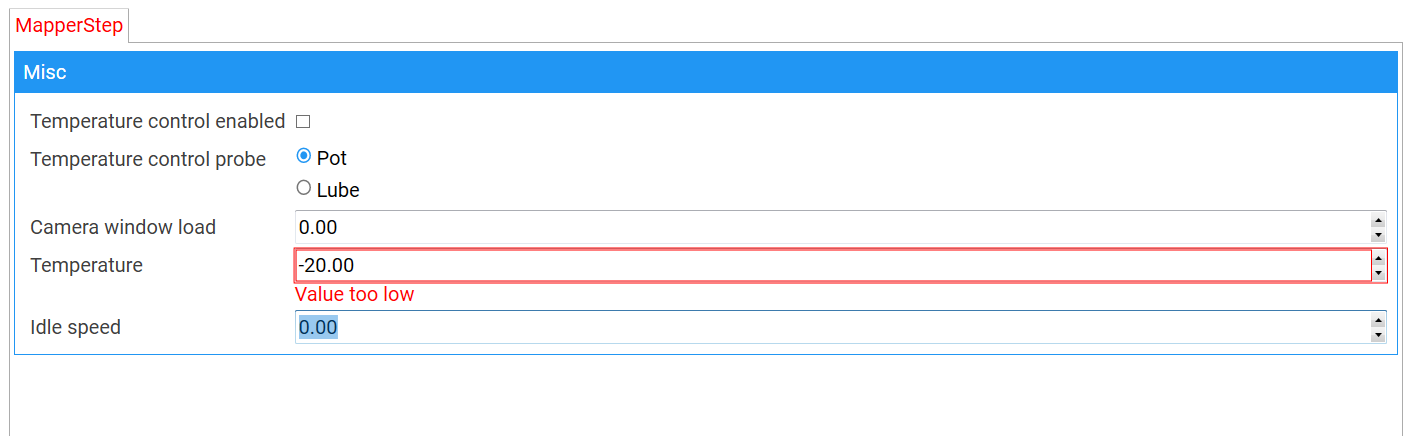 MapperStep
Misc
Temperature control enabled
Temperature control probe
Pot
Lube
Camera window load
0.00
Temperature
-20.00
Value too low
Idle speed
0.00